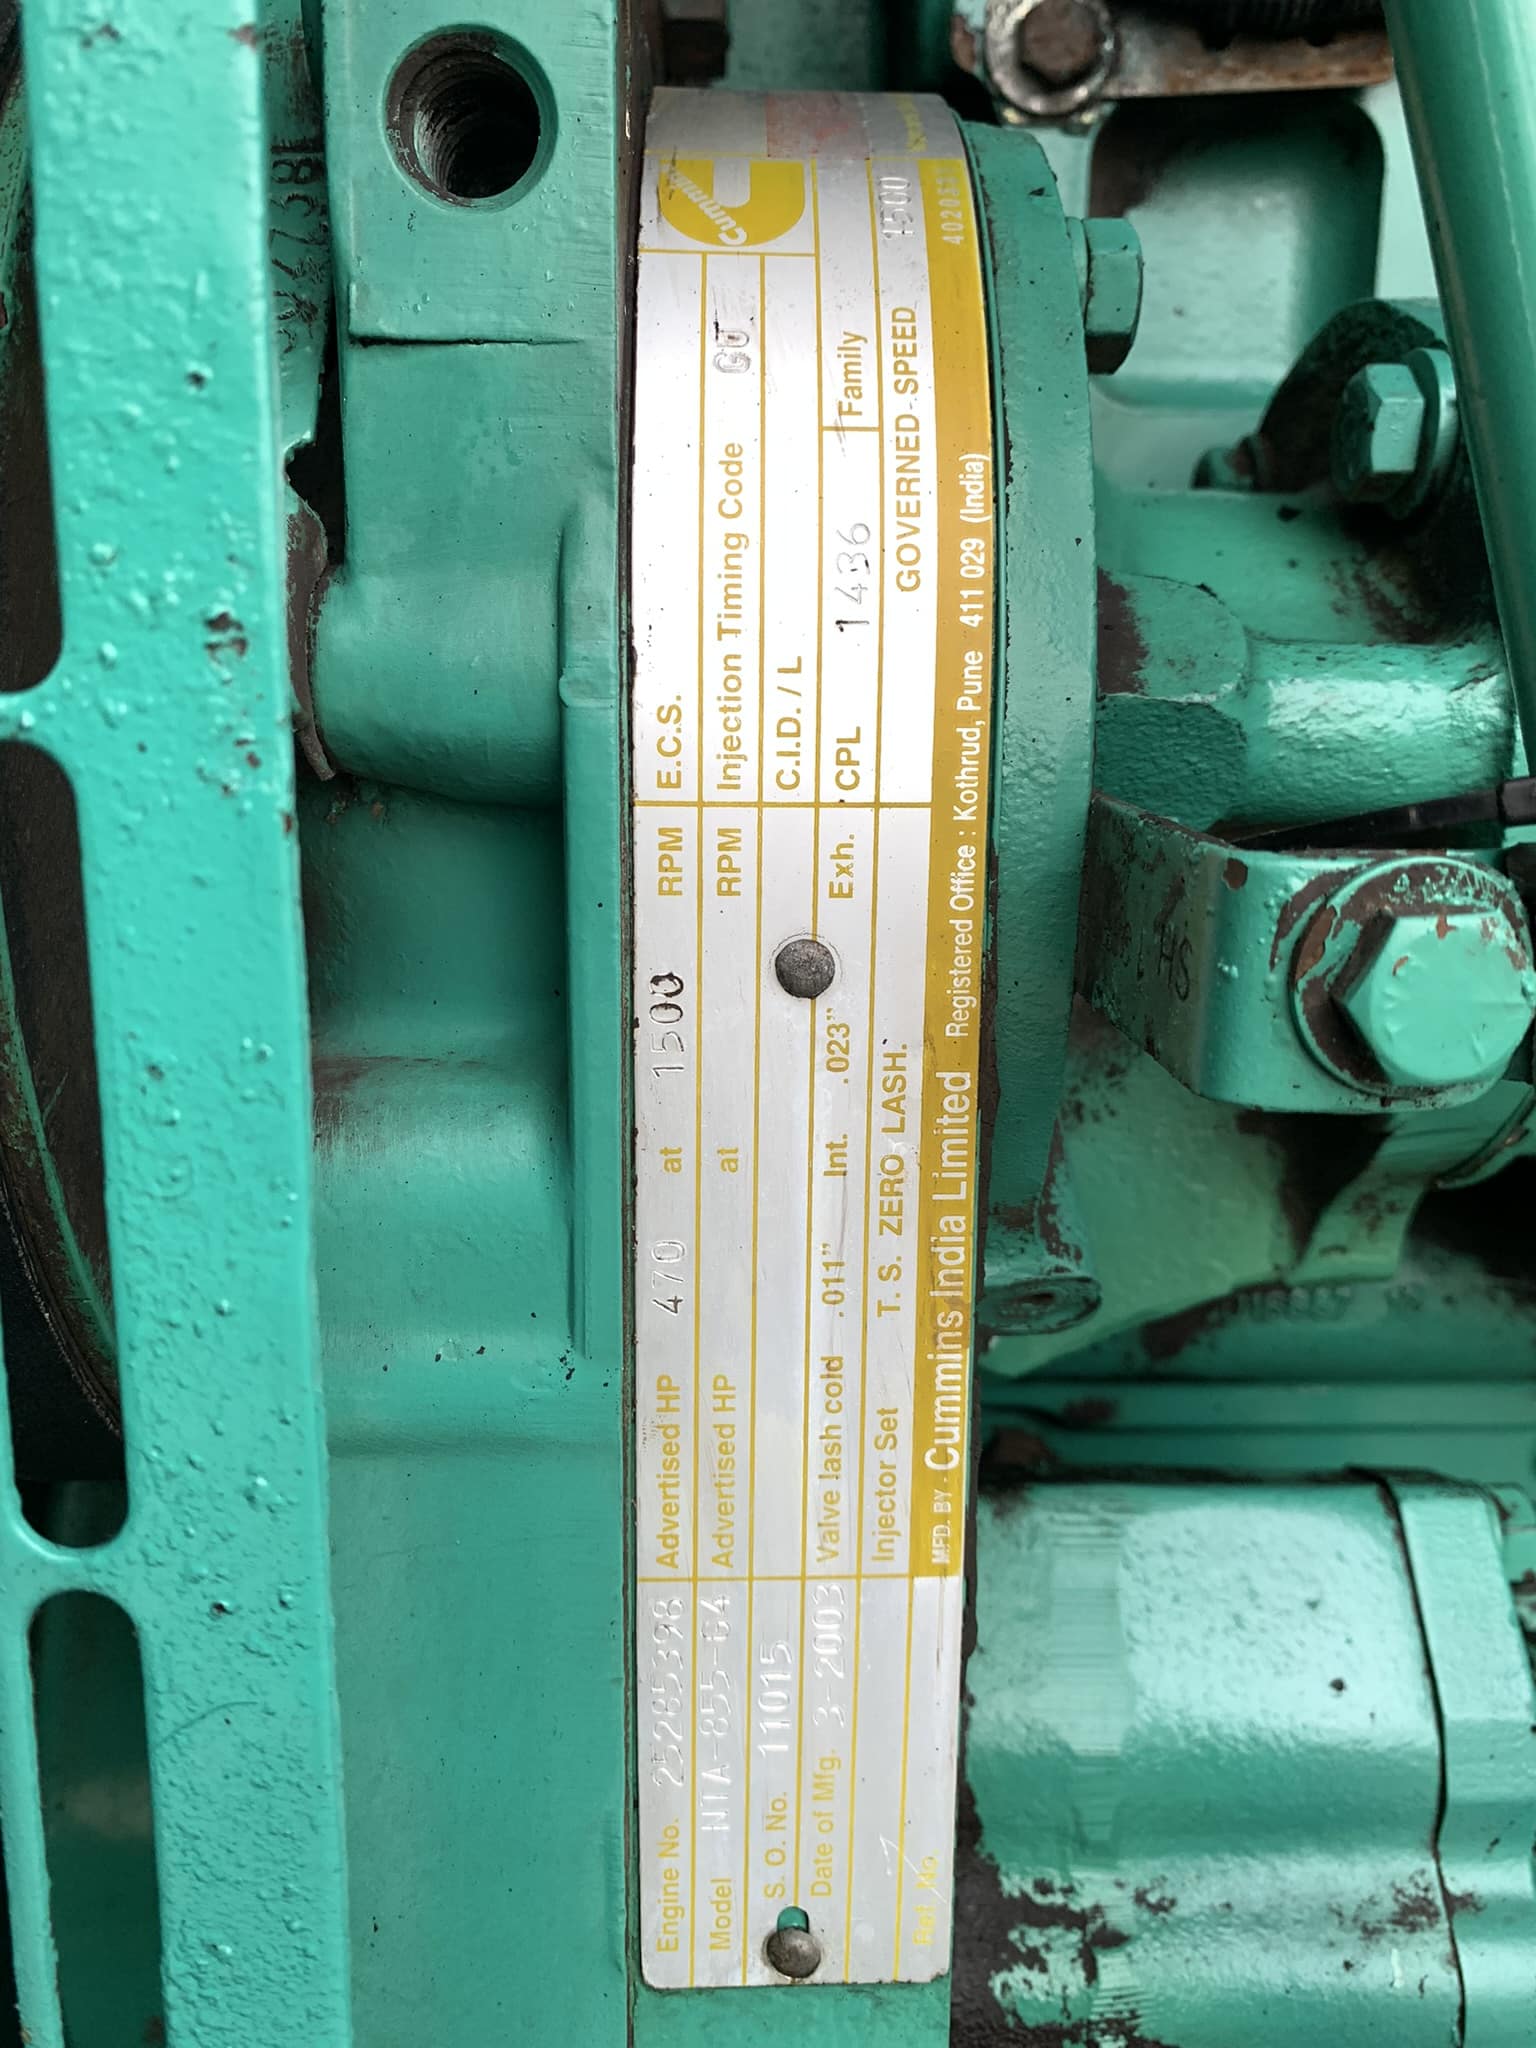 Engine No. 25285398
Model NTA-855-G4
S. O. No. 11015
Date of Mfg. 3-2003
Ref. No.
Advertised HP 470 at 1500 RPM
Advertised HP at RPM
Valve lash cold .011” Int. .023” Exh.
Injector Set T. S. ZERO LASH.
E.C.S.
Injection Timing Code
C.I.D. / L
CPL 1436 Family
GOVERNED SPEED 1500
Cummins
MFD. BY. Cummins India Limited Registered Office : Kothrud, Pune 411 029 (India)